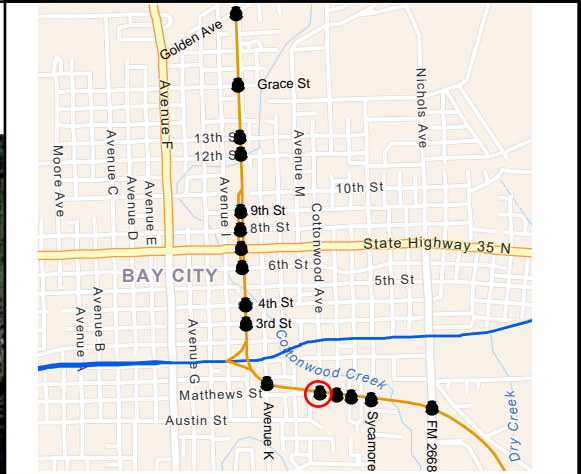 Golden Ave
Grace St
Avenue F
Nichols Ave
13th S
12th S
Avenue C
Avenue M
Moore Ave
Avenue D
Avenue E
Avenue I
10th St
Cottonwood Ave
9th St
8th St
State Highway 35 N
6th St
BAY CITY
5th St
Avenue B
Avenue A
4th St
3rd St
Avenue G
Cottonwood Creek
Matthews St
Austin St
Avenue K
Sycamore
FM 2668
Dry Creek